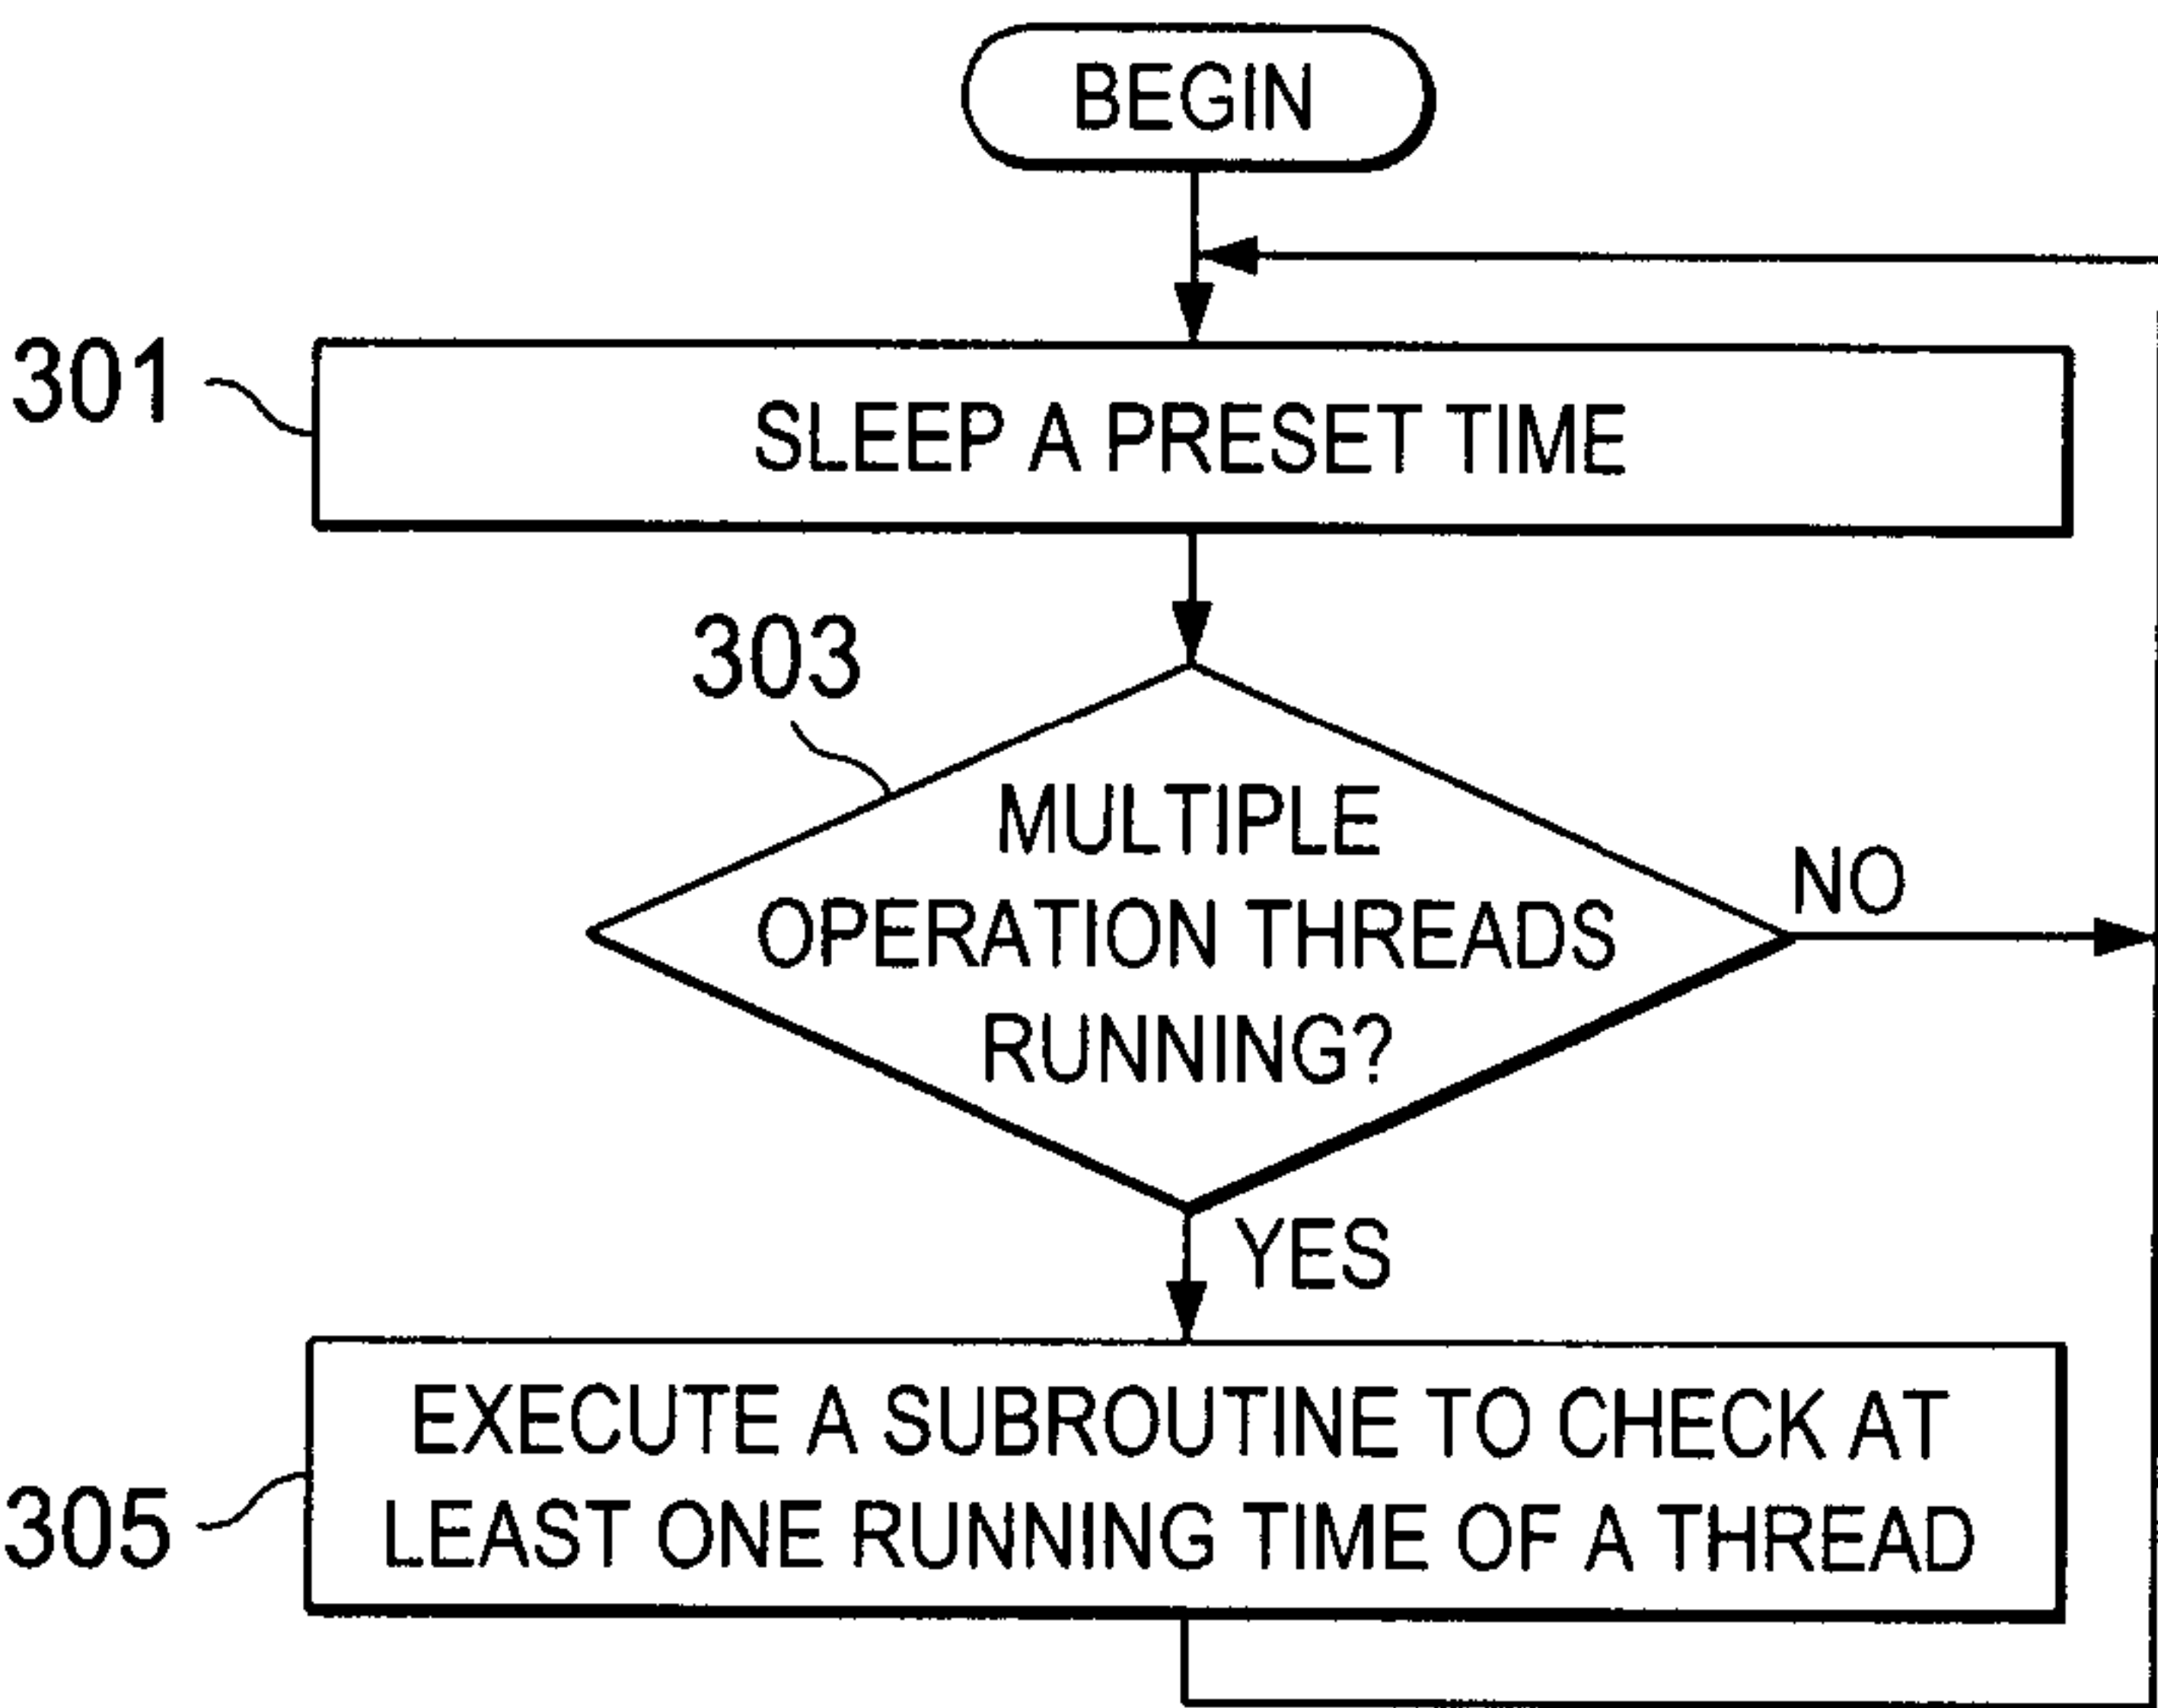 BEGIN
301
SLEEP A PRESET TIME
303
MULTIPLE
OPERATION THREADS
RUNNING?
NO
YES
305
EXECUTE A SUBROUTINE TO CHECK AT
LEAST ONE RUNNING TIME OF A THREAD